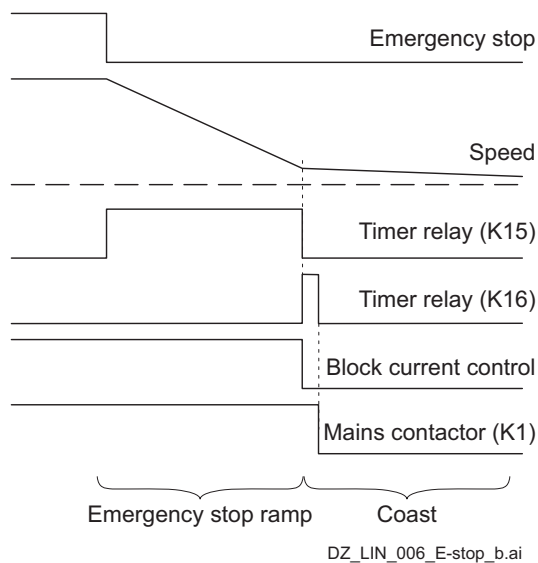 Emergency stop
Speed
Timer relay (K15)
Timer relay (K16)
Block current control
Mains contactor (K1)
Emergency stop ramp
Coast
DZ_LIN_006_E-stop_b.ai